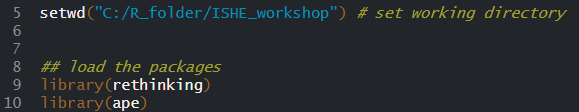 5 setwd("C:/R_folder/ISHE_workshop") # set working directory
6
7
8 ## load the packages
9 library(rethinking)
10 library(ape)